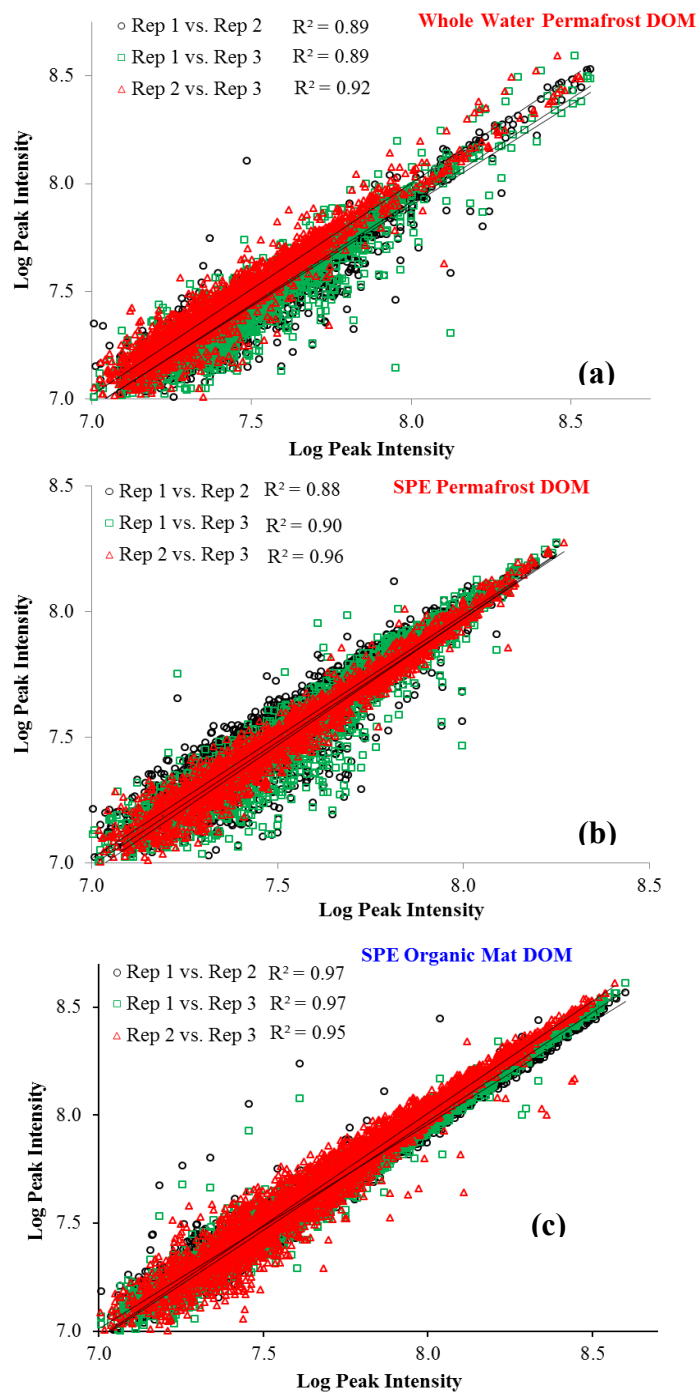 Whole Water Permafrost DOM
Rep 1 vs. Rep 2 R² = 0.89
Rep 1 vs. Rep 3 R² = 0.89
Rep 2 vs. Rep 3 R² = 0.92
8.5
8.0
7.5
7.0
Log Peak Intensity
(a)
7.0 7.5 8.0 8.5
Log Peak Intensity
SPE Permafrost DOM
Rep 1 vs. Rep 2 R² = 0.88
Rep 1 vs. Rep 3 R² = 0.90
Rep 2 vs. Rep 3 R² = 0.96
8.5
8.0
7.5
7.0
Log Peak Intensity
(b)
7.0 7.5 8.0 8.5
Log Peak Intensity
SPE Organic Mat DOM
Rep 1 vs. Rep 2 R² = 0.97
Rep 1 vs. Rep 3 R² = 0.97
Rep 2 vs. Rep 3 R² = 0.95
8.5
8.0
7.5
7.0
Log Peak Intensity
(c)
7.0 7.5 8.0 8.5
Log Peak Intensity